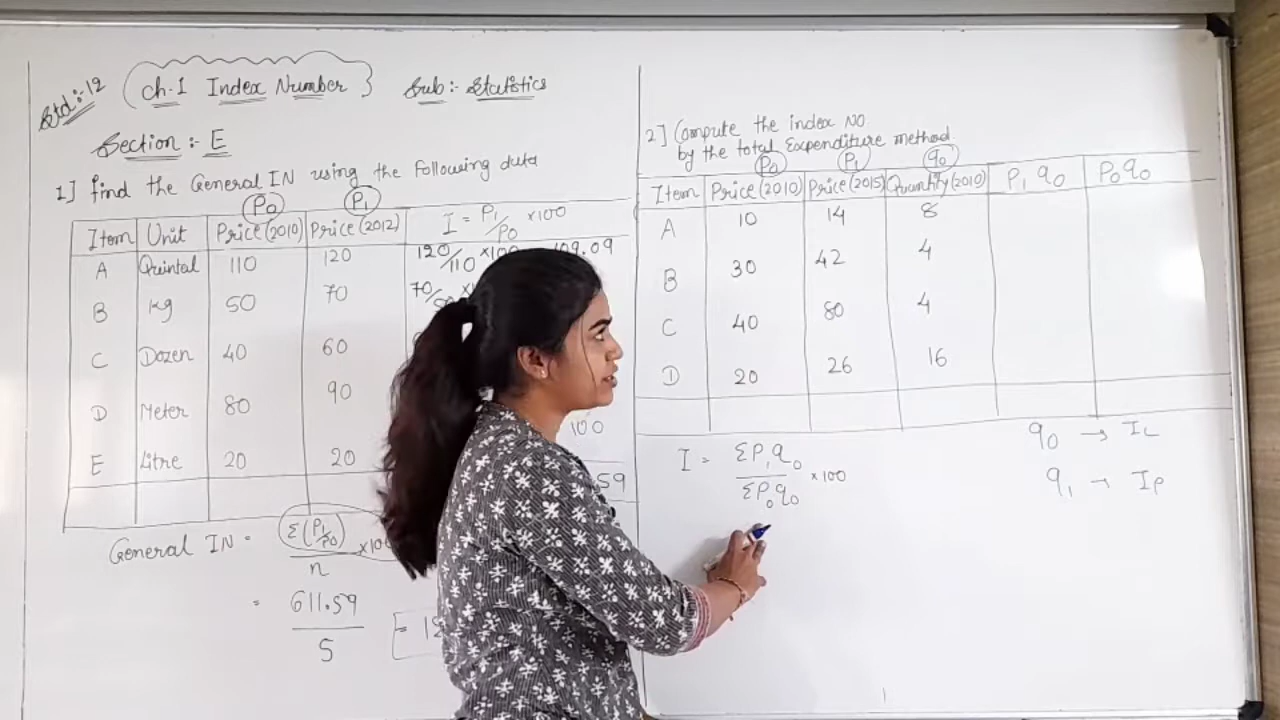 Std:-12
Ch.1 Index Number
Sub:- Statistics
Section :- E
1] find the General IN using the following data
P0 P1
Item Unit Price (2010) Price (2012) I = P1/P0 ×100
A Quintal 110 120 120/110 ×100 109.09
B Kg 50 70 70/
C Dozen 40 60
D Meter 80 90
E Litre 20 20 100
59
General IN = Σ(P1/P0) ×100
n
= 611.59
5
2] Compute the index NO.
by the total Expenditure method.
P0 P1 q0
Item Price (2010) Price (2015) Quantity (2010) P1 q0 P0 q0
A 10 14 8
B 30 42 4
C 40 80 4
D 20 26 16
I = ΣP1q0 ×100
ΣP0q0
q0 → IL
q1 → Ip